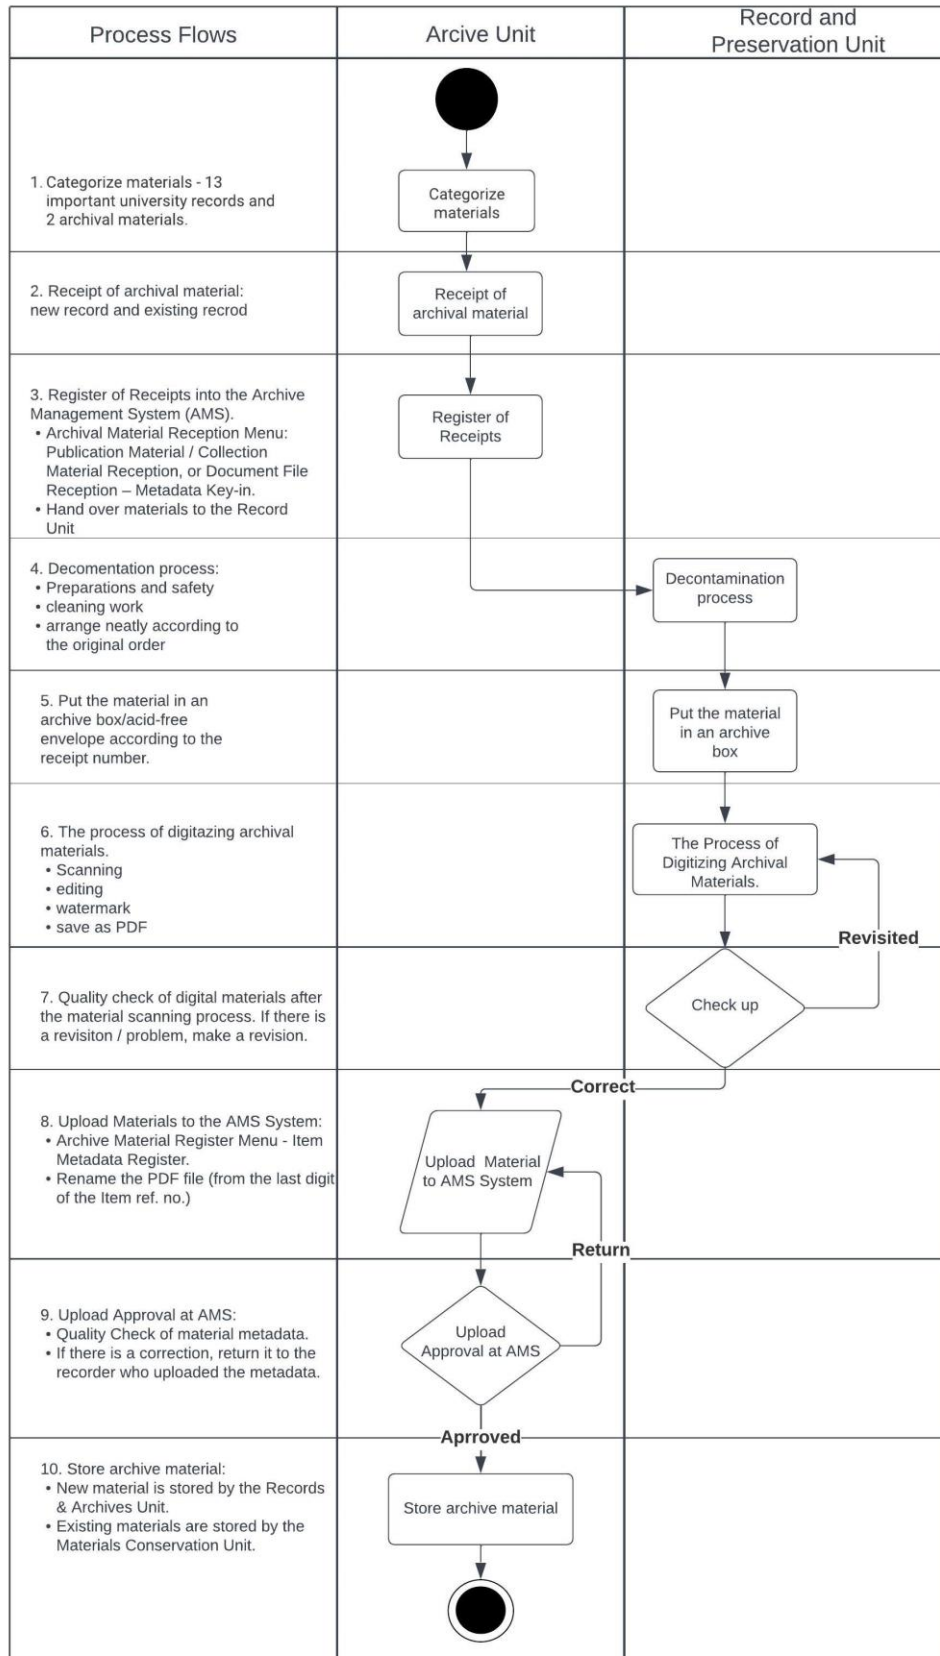 Process Flows
Arcive Unit
Record and
Preservation Unit
1. Categorize materials - 13
important university records and
2 archival materials.
Categorize
materials
2. Receipt of archival material:
new record and existing recrod
Receipt of
archival material
3. Register of Receipts into the Archive
Management System (AMS).
• Archival Material Reception Menu:
Publication Material / Collection
Material Reception, or Document File
Reception – Metadata Key-in.
• Hand over materials to the Record
Unit
Register of
Receipts
4. Decomentation process:
• Preparations and safety
• cleaning work
• arrange neatly according to
the original order
Decontamination
process
5. Put the material in an
archive box/acid-free
envelope according to the
receipt number.
Put the material
in an archive
box
6. The process of digitazing archival
materials.
• Scanning
• editing
• watermark
• save as PDF
The Process of
Digitizing Archival
Materials.
Revisited
7. Quality check of digital materials after
the material scanning process. If there is
a revisiton / problem, make a revision.
Check up
Correct
8. Upload Materials to the AMS System:
• Archive Material Register Menu - Item
Metadata Register.
• Rename the PDF file (from the last digit
of the Item ref. no.)
Upload Material
to AMS System
Return
9. Upload Approval at AMS:
• Quality Check of material metadata.
• If there is a correction, return it to the
recorder who uploaded the metadata.
Upload
Approval at AMS
Aprroved
10. Store archive material:
• New material is stored by the Records
& Archives Unit.
• Existing materials are stored by the
Materials Conservation Unit.
Store archive material